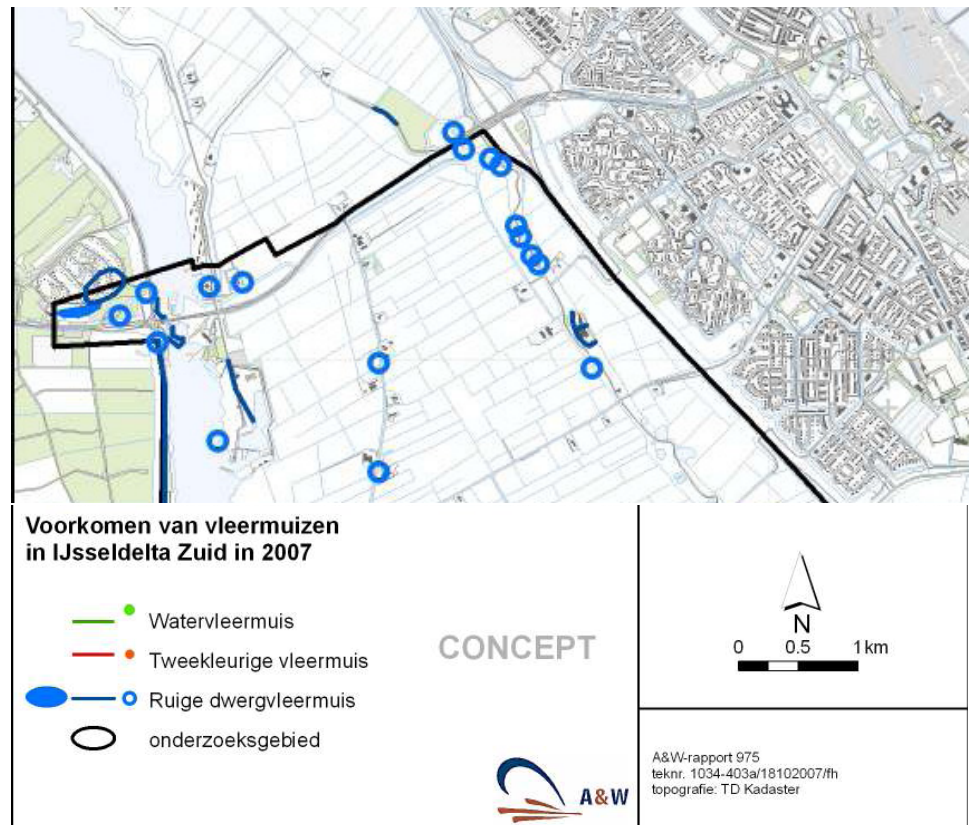 Voorkomen van vleermuizen
in IJsseldelta Zuid in 2007
Watervleermuis
Tweekleurige vleermuis
Ruige dwergvleermuis
onderzoeksgebied
CONCEPT
A&W
N
0 0.5 1 km
A&W-rapport 975
teknr. 1034-403a/18102007/fh
topografie: TD Kadaster